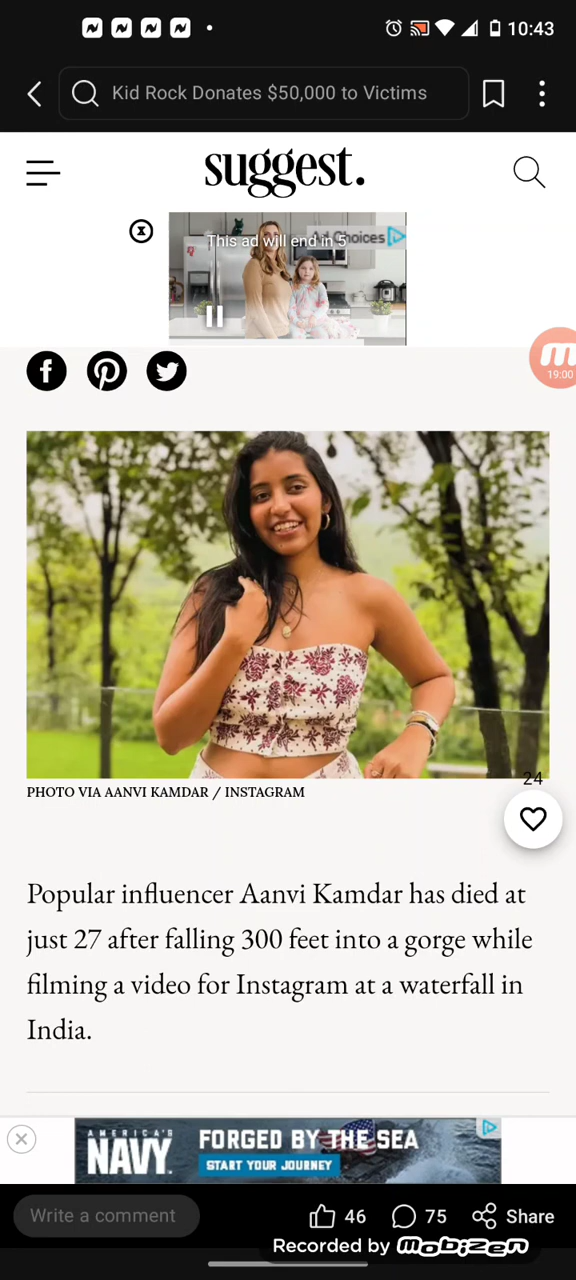 10:43
Kid Rock Donates $50,000 to Victims
suggest.
This ad will end in 5
Ad Choices
19:00
PHOTO VIA AANVI KAMDAR / INSTAGRAM
24
Popular influencer Aanvi Kamdar has died at
just 27 after falling 300 feet into a gorge while
filming a video for Instagram at a waterfall in
India.
AMERICA'S
NAVY
FORGED BY THE SEA
START YOUR JOURNEY
Write a comment
46
75
Share
Recorded by mobizen